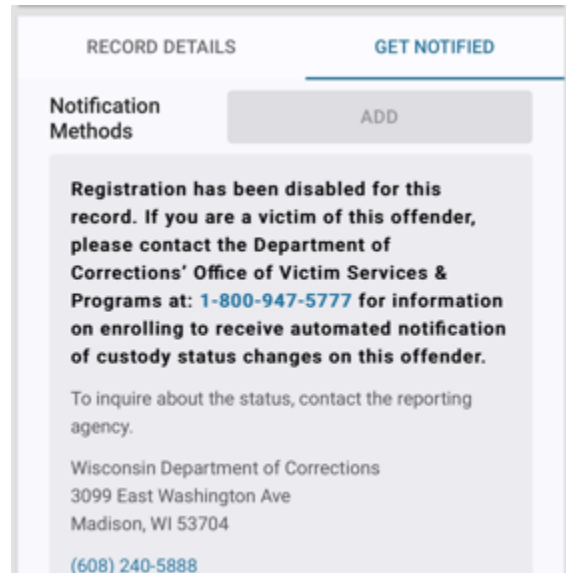 RECORD DETAILS
GET NOTIFIED
Notification
Methods
ADD
Registration has been disabled for this
record. If you are a victim of this offender,
please contact the Department of
Corrections' Office of Victim Services &
Programs at: 1-800-947-5777 for information
on enrolling to receive automated notification
of custody status changes on this offender.
To inquire about the status, contact the reporting
agency.
Wisconsin Department of Corrections
3099 East Washington Ave
Madison, WI 53704
(608) 240-5888